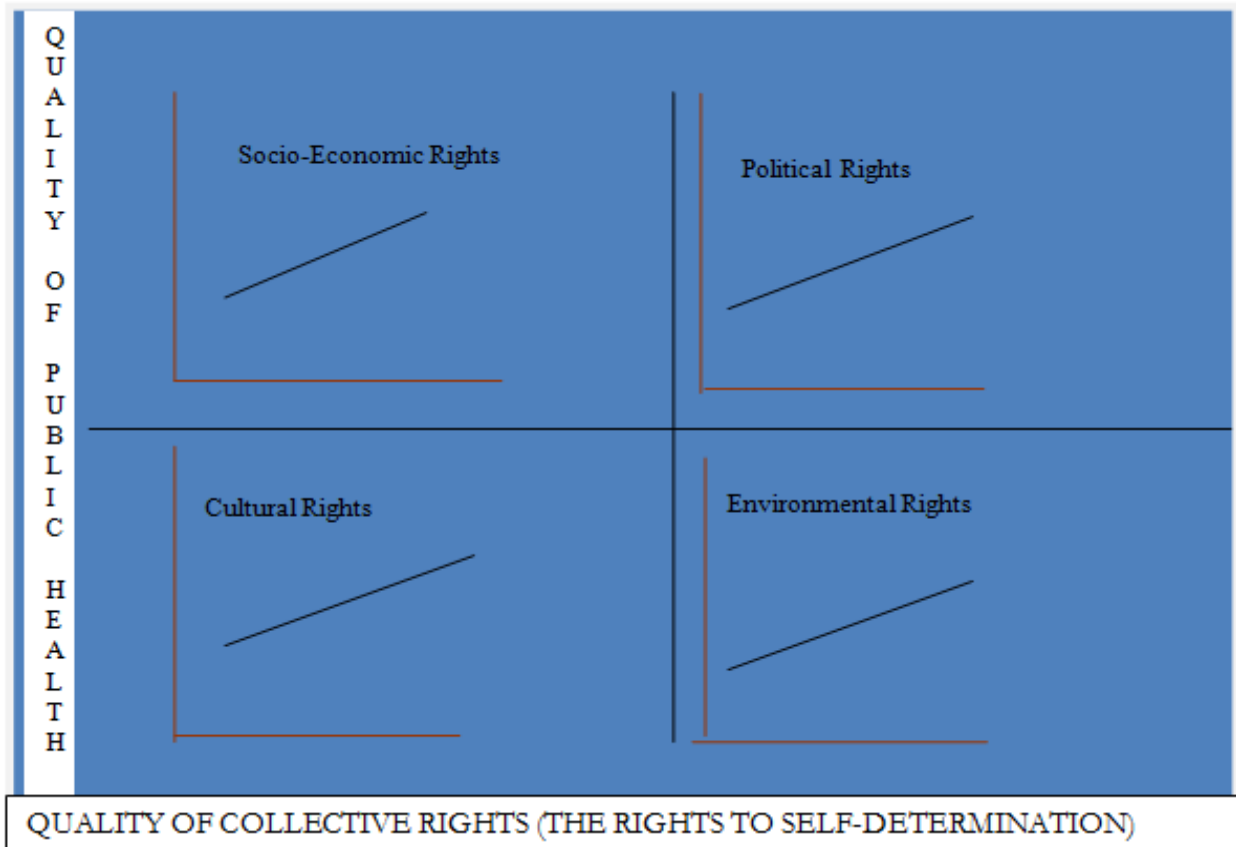 QUALITY OF PUBLIC HEALTH
Socio-Economic Rights
Political Rights
Cultural Rights
Environmental Rights
QUALITY OF COLLECTIVE RIGHTS (THE RIGHTS TO SELF-DETERMINATION)